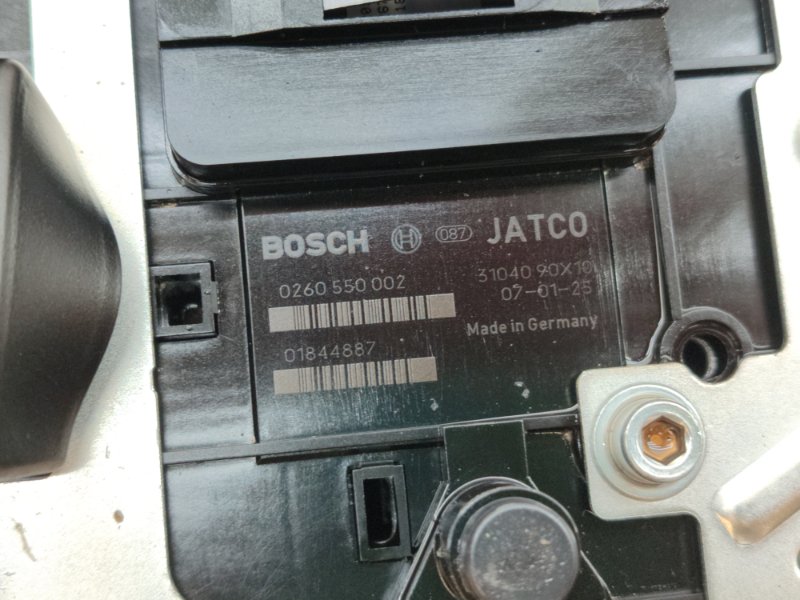 BOSCH 087 JATCO
0260 550 002
31040 90X10
07-01-25
Made in Germany
01844887